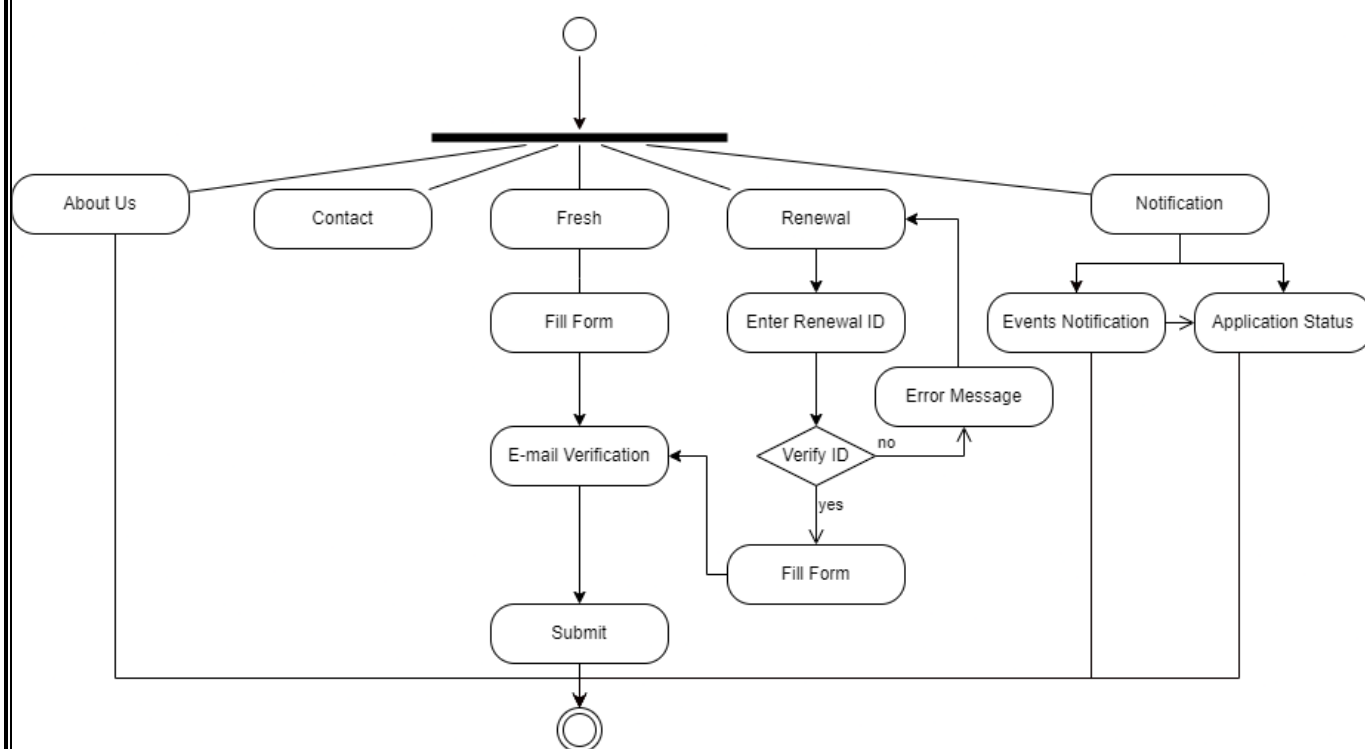 About Us
Contact
Fresh
Renewal
Notification
Fill Form
Enter Renewal ID
Events Notification
Application Status
Error Message
E-mail Verification
Verify ID
no
yes
Fill Form
Submit